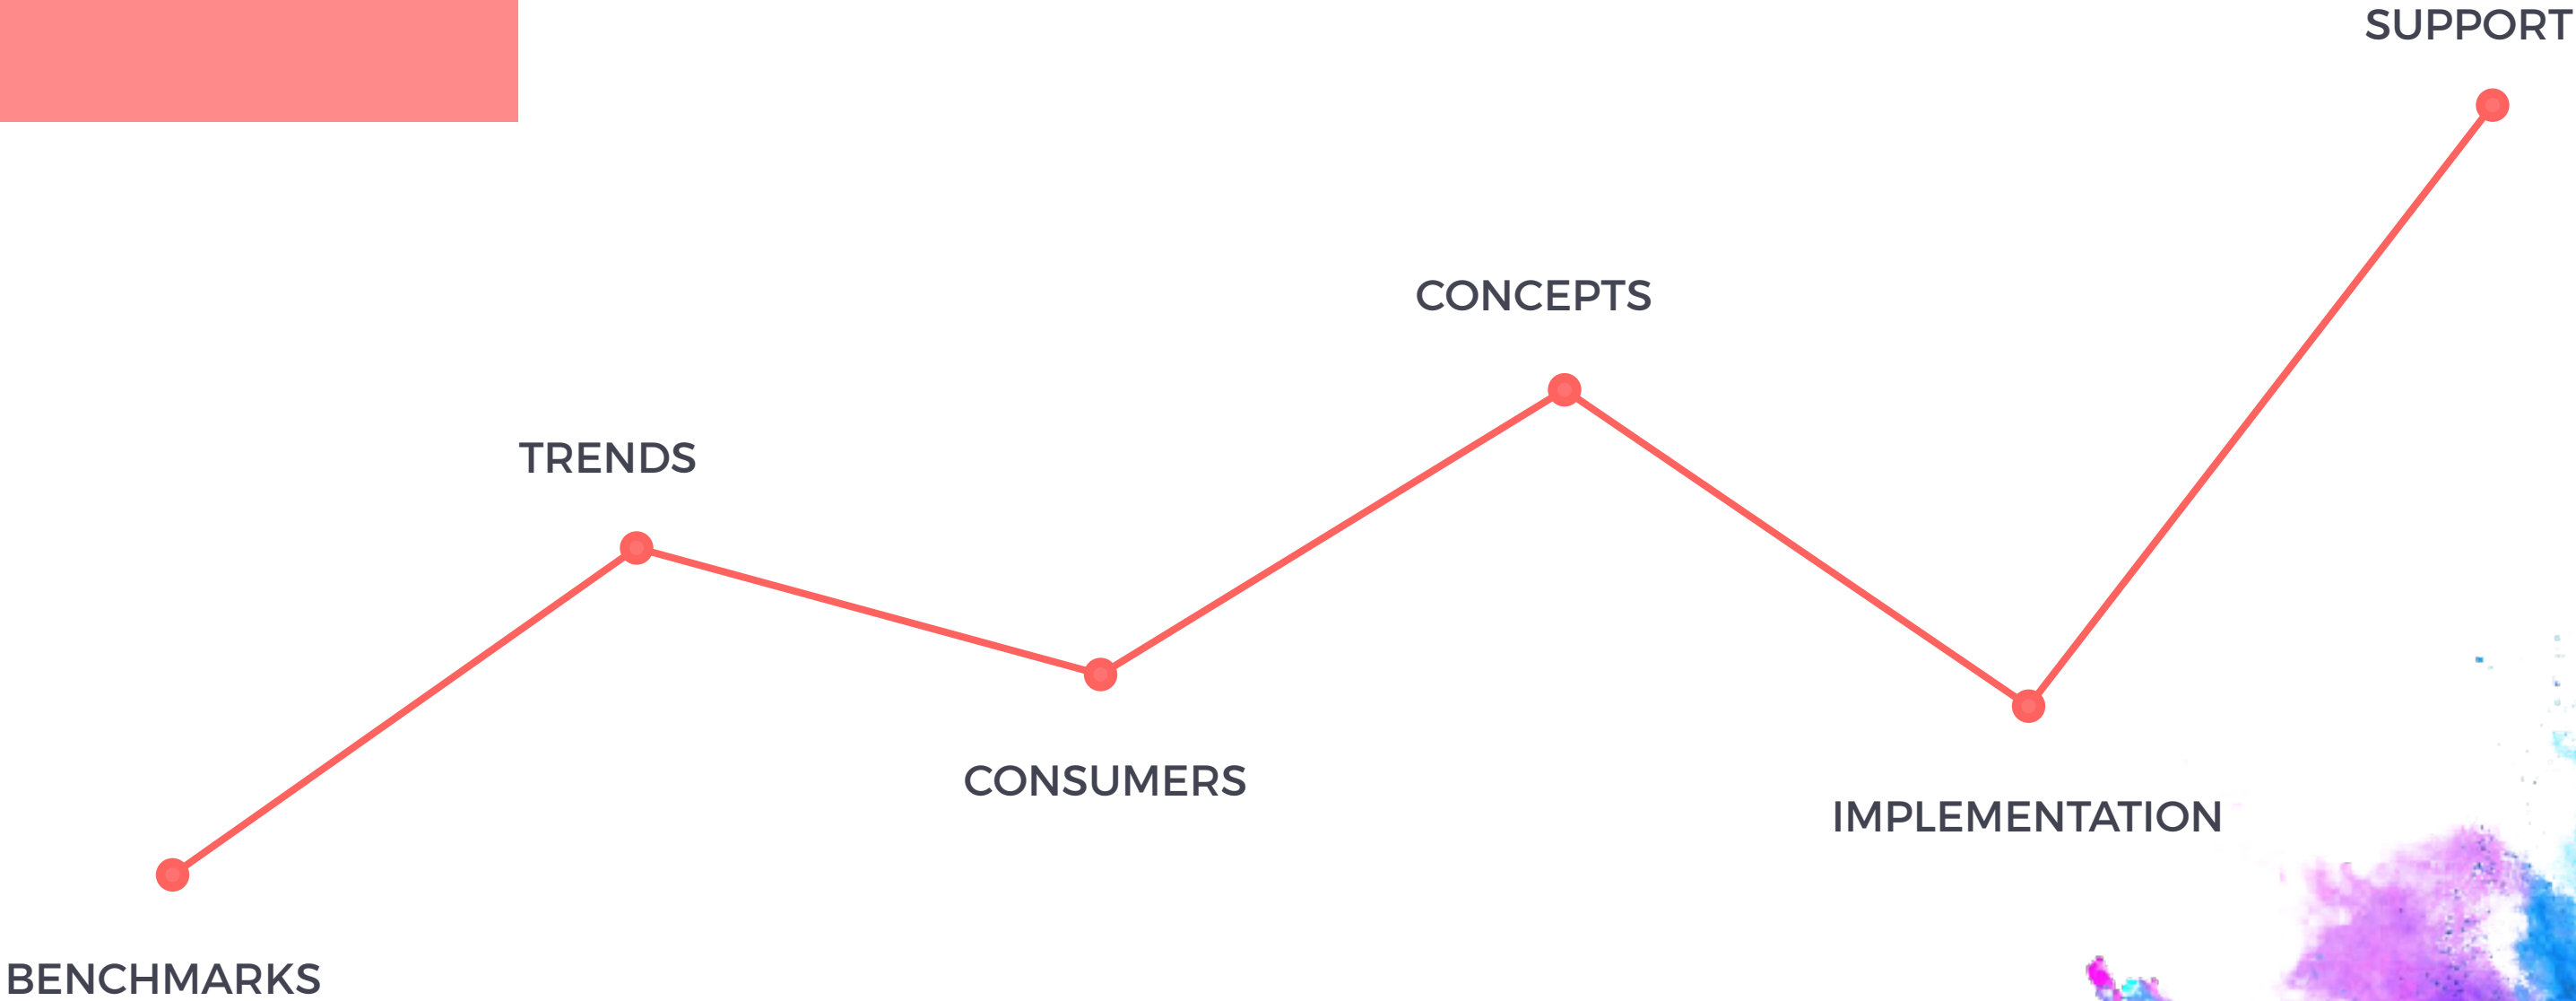 SUPPORT
CONCEPTS
TRENDS
CONSUMERS
IMPLEMENTATION
BENCHMARKS